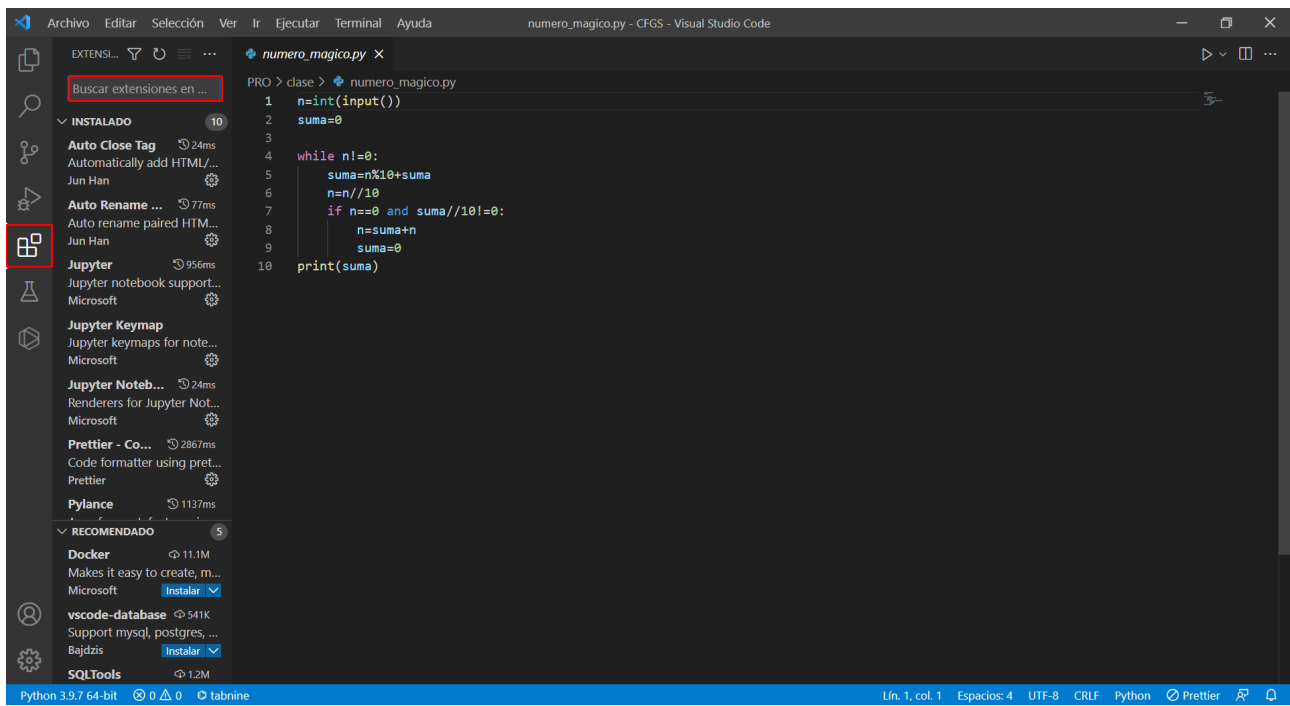 Archivo Editar Selección Ver Ir Ejecutar Terminal Ayuda
numero_magico.py - CFGS - Visual Studio Code
EXTENSI...
Buscar extensiones en ...
INSTALADO 10
Auto Close Tag 24ms
Automatically add HTML/...
Jun Han
Auto Rename ... 77ms
Auto rename paired HTM...
Jun Han
Jupyter 956ms
Jupyter notebook support...
Microsoft
Jupyter Keymap
Jupyter keymaps for note...
Microsoft
Jupyter Noteb... 24ms
Renderers for Jupyter Not...
Microsoft
Prettier - Co... 2867ms
Code formatter using pret...
Prettier
Pylance 1137ms
RECOMENDADO 5
Docker 11.1M
Makes it easy to create, m...
Microsoft Instalar
vscode-database 541K
Support mysql, postgres, ...
Bajdzis Instalar
SQLTools 1.2M
numero_magico.py
PRO > clase > numero_magico.py
1 n=int(input())
2 suma=0
3
4 while n!=0:
5 suma=n%10+suma
6 n=n//10
7 if n==0 and suma//10!=0:
8 n=suma+n
9 suma=0
10 print(suma)
Python 3.9.7 64-bit 0 0 tabnine
Lín. 1, col. 1 Espacios: 4 UTF-8 CRLF Python Prettier